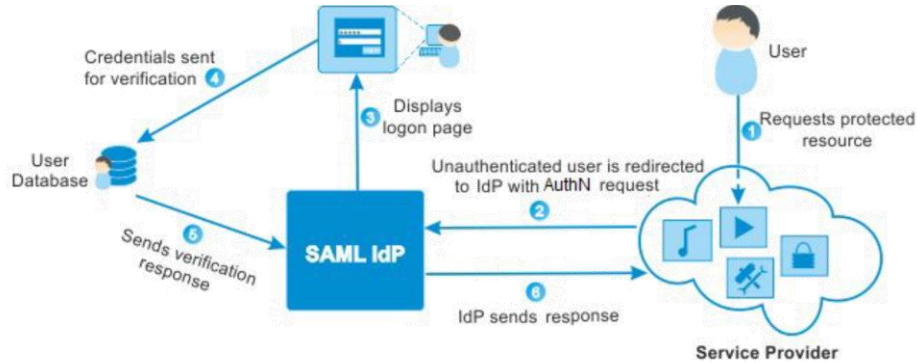 Credentials sent
for verification 4
User
Displays
logon page
3
1 Requests protected
resource
User
Database
Unauthenticated user is redirected
to IdP with AuthN request
2
5
Sends verification
response
SAML IdP
6
IdP sends response
Service Provider